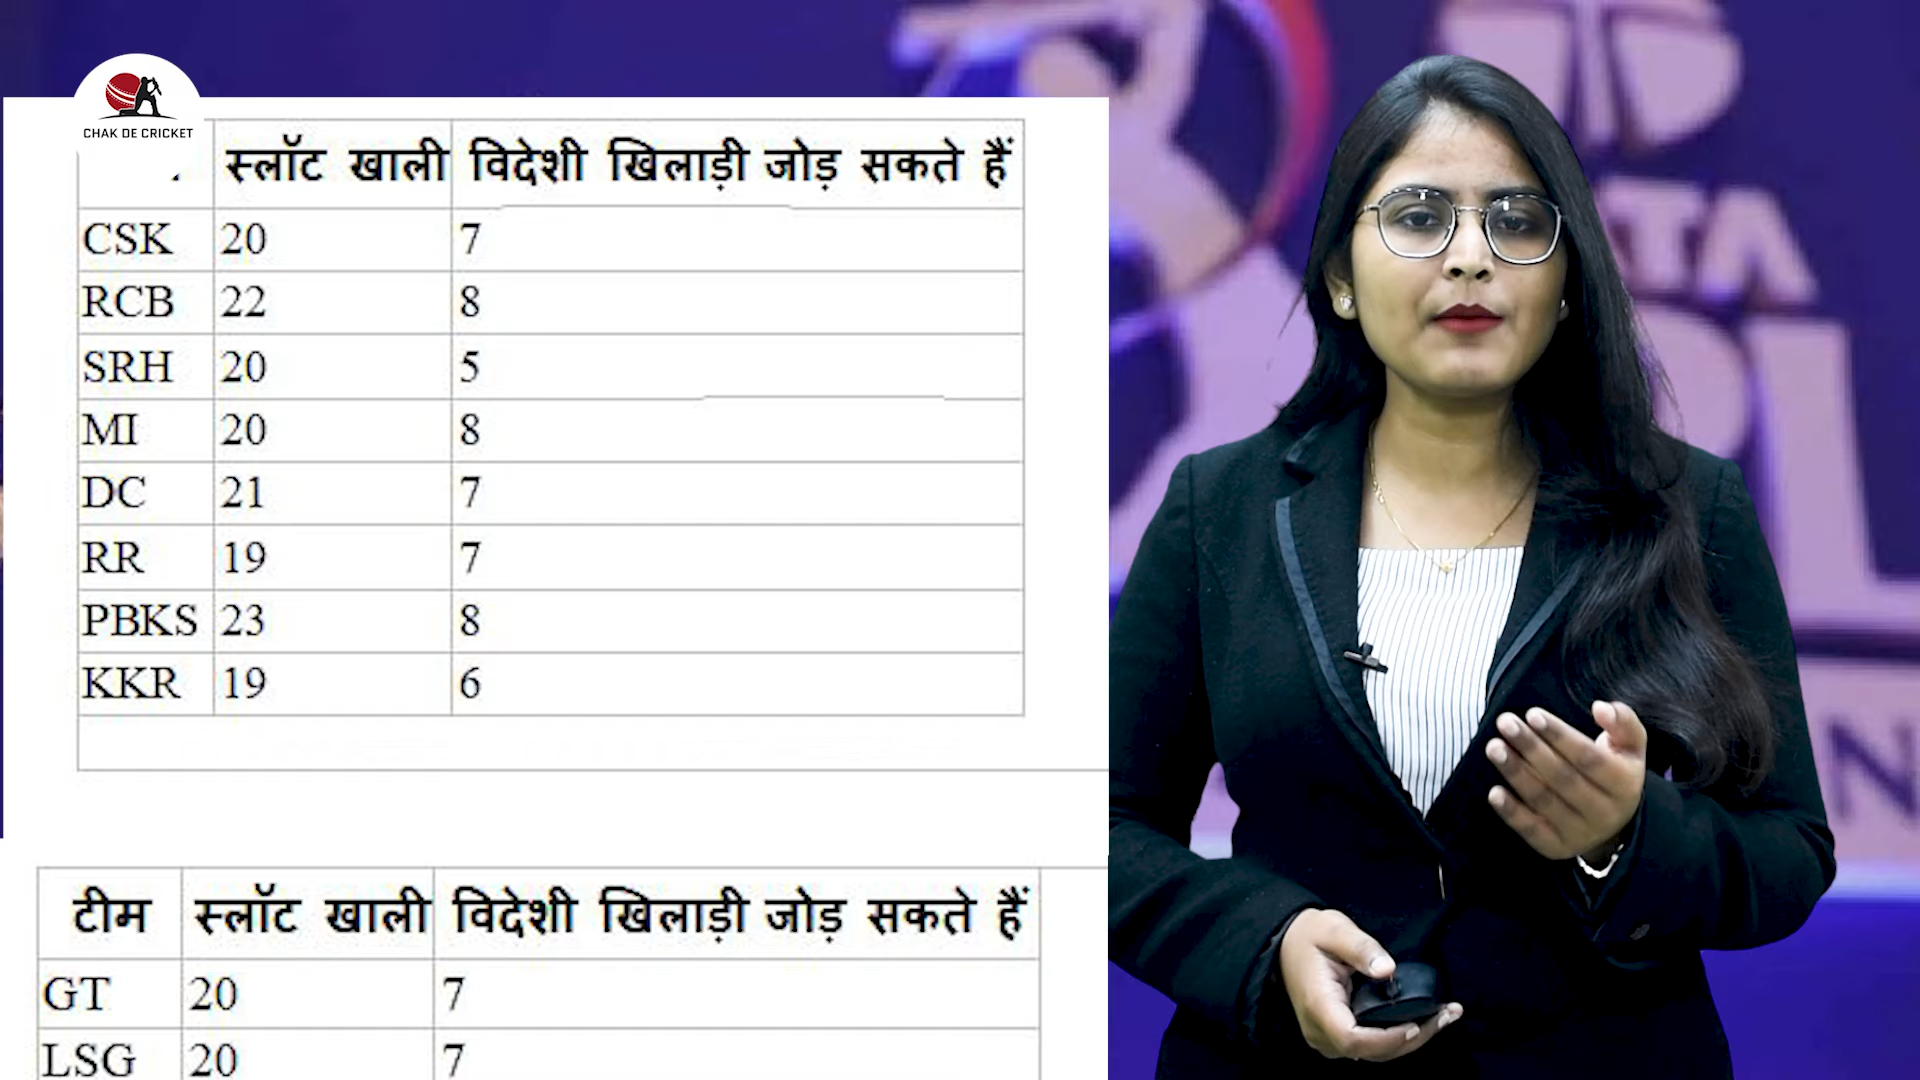 CHAK DE CRICKET
स्लॉट खाली विदेशी खिलाड़ी जोड़ सकते हैं
CSK 20 7
RCB 22 8
SRH 20 5
MI 20 8
DC 21 7
RR 19 7
PBKS 23 8
KKR 19 6
टीम स्लॉट खाली विदेशी खिलाड़ी जोड़ सकते हैं
GT 20 7
LSG 20 7